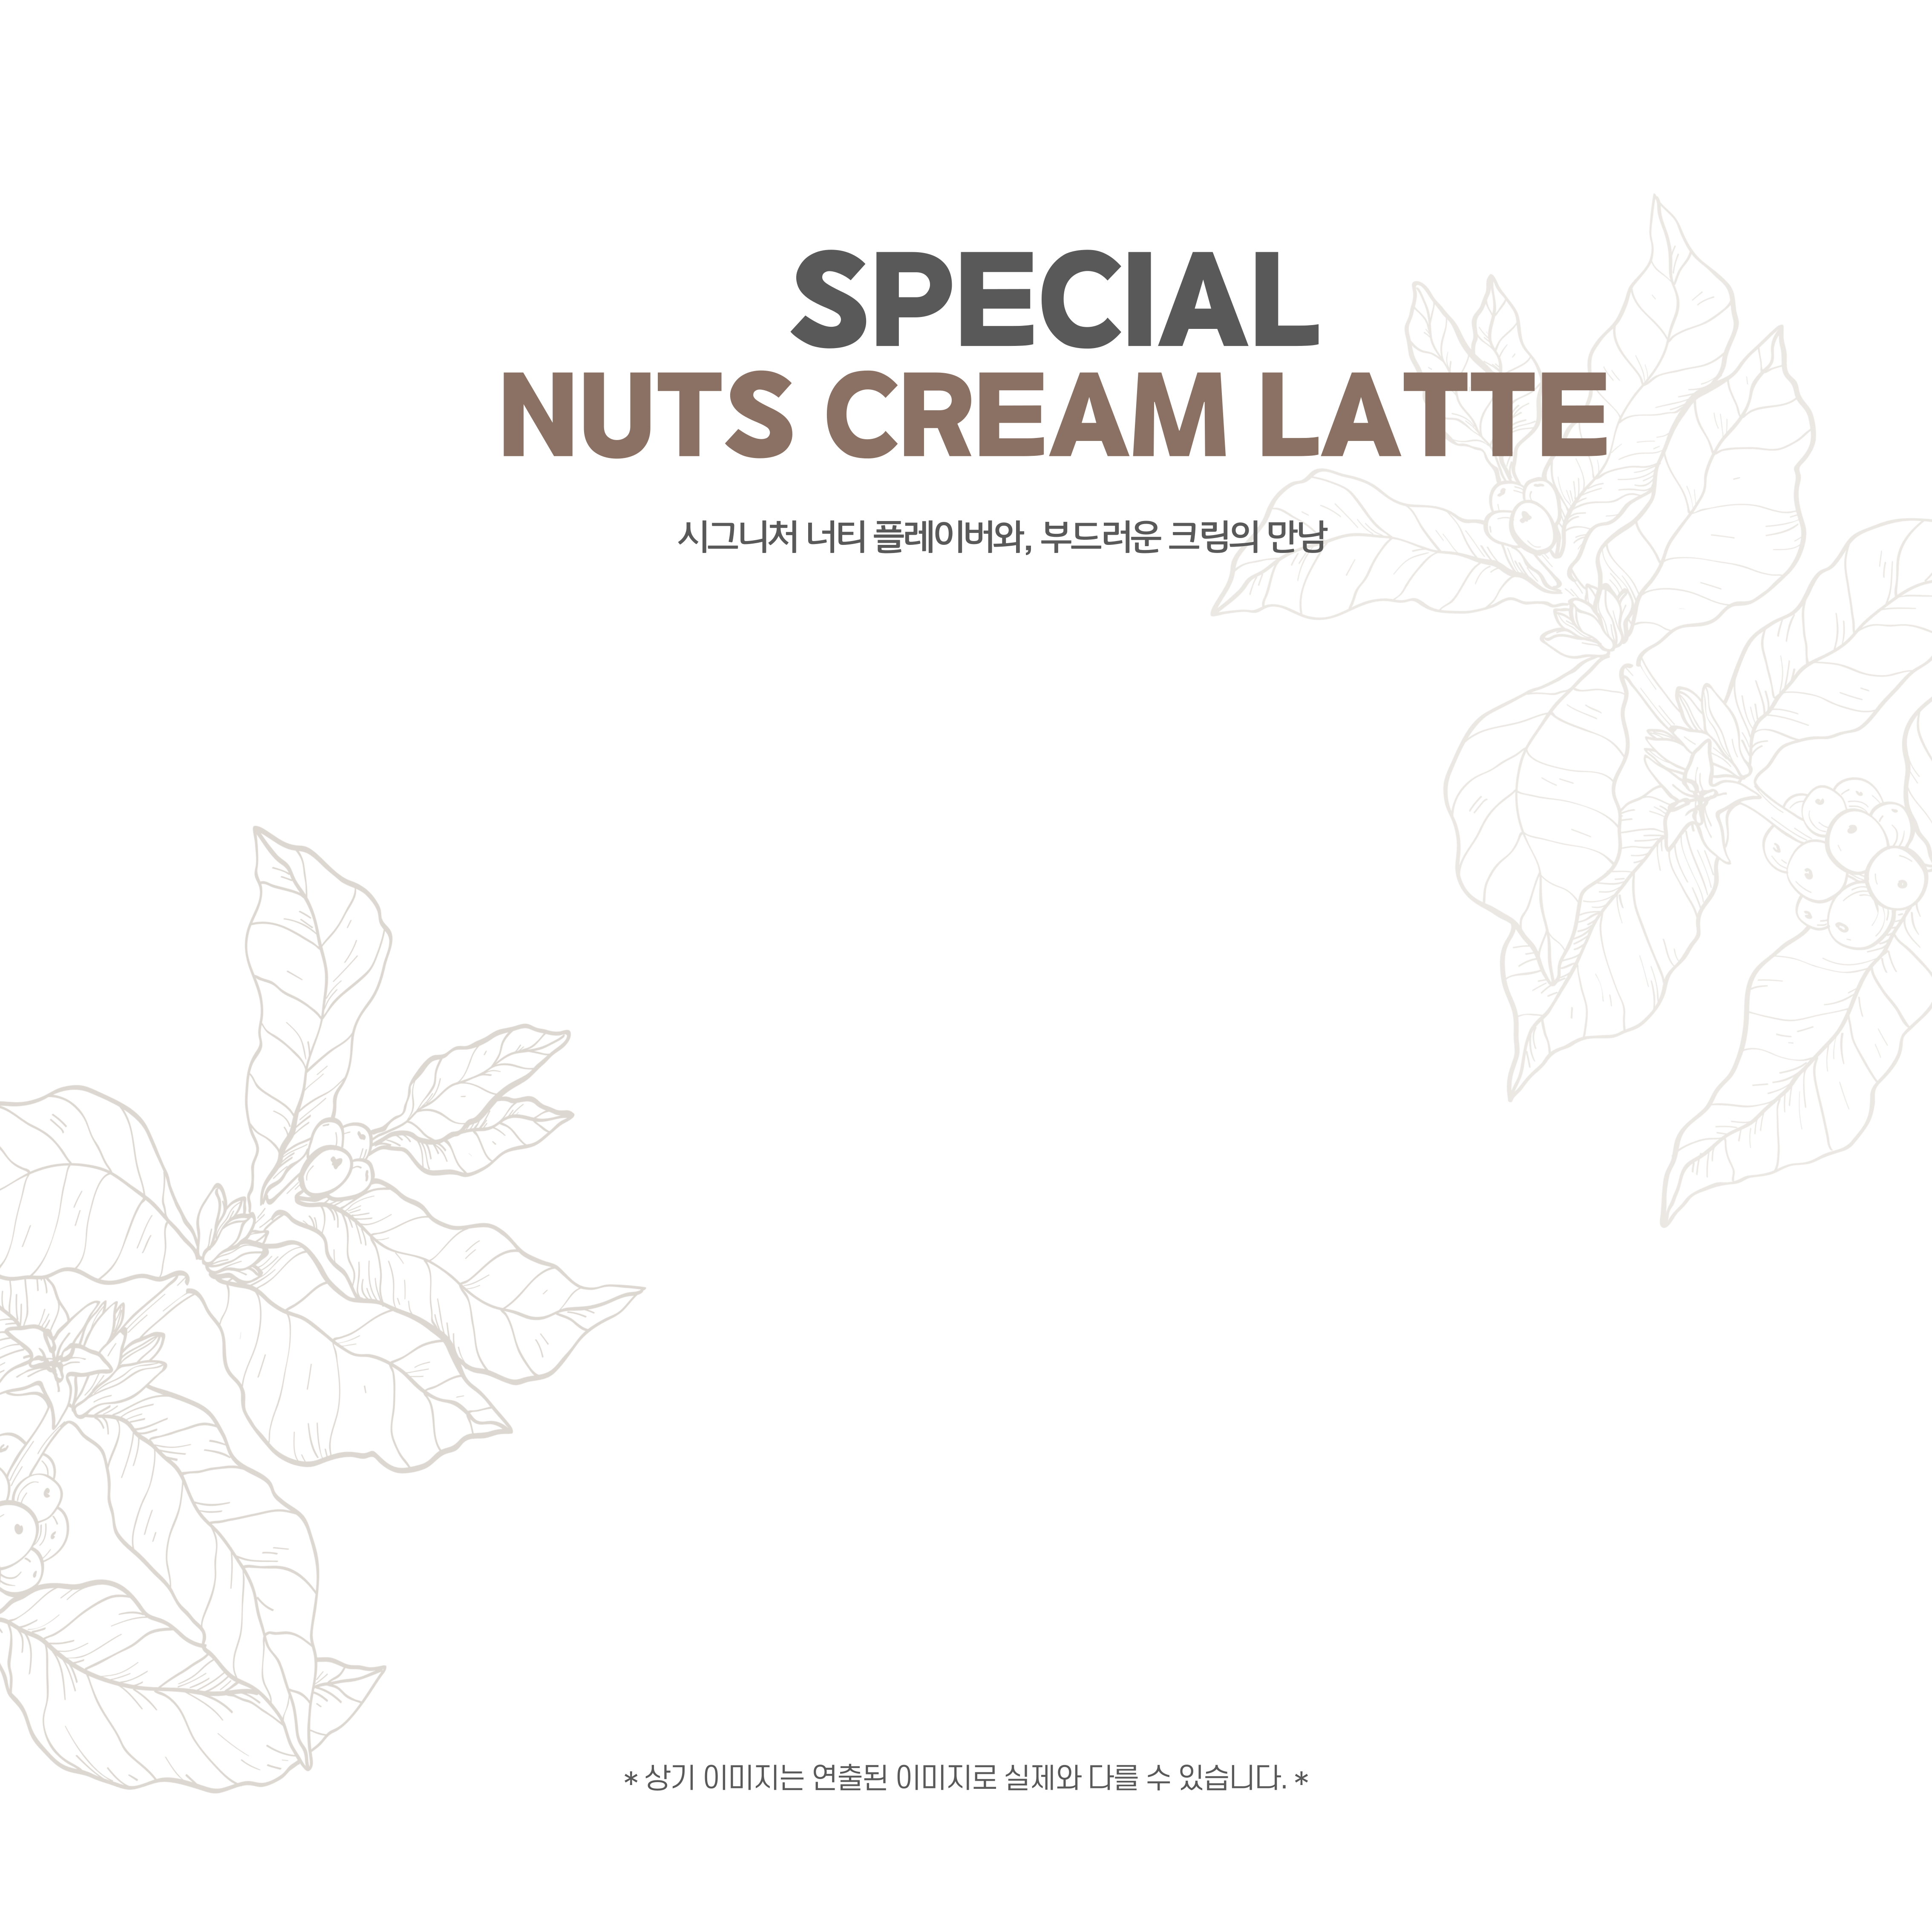 SPECIAL
NUTS CREAM LATTE
시그니처 너티 플레이버와, 부드러운 크림의 만남
* 상기 이미지는 연출된 이미지로 실제와 다를 수 있습니다. *